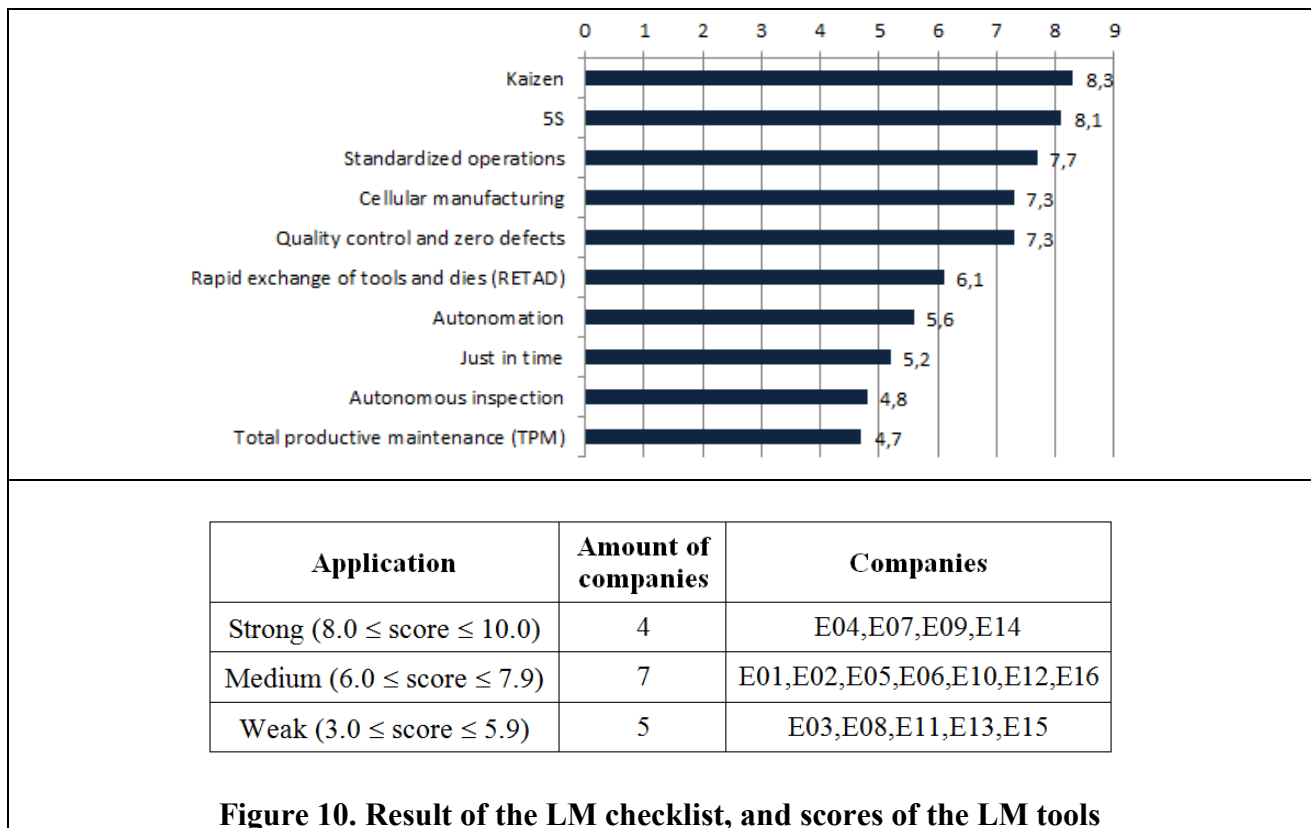 0 1 2 3 4 5 6 7 8 9
Kaizen 8,3
5S 8,1
Standardized operations 7,7
Cellular manufacturing 7,3
Quality control and zero defects 7,3
Rapid exchange of tools and dies (RETAD) 6,1
Autonomation 5,6
Just in time 5,2
Autonomous inspection 4,8
Total productive maintenance (TPM) 4,7
Application Amount of companies Companies
Strong (8.0 ≤ score ≤ 10.0) 4 E04,E07,E09,E14
Medium (6.0 ≤ score ≤ 7.9) 7 E01,E02,E05,E06,E10,E12,E16
Weak (3.0 ≤ score ≤ 5.9) 5 E03,E08,E11,E13,E15
Figure 10. Result of the LM checklist, and scores of the LM tools